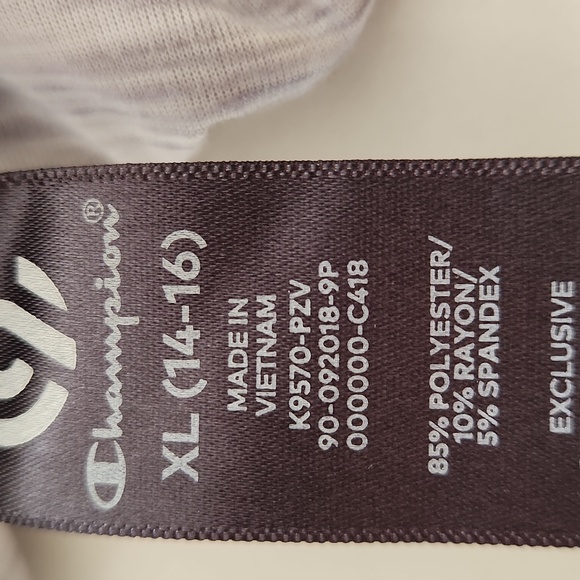 Champion®
XL (14-16)
MADE IN
VIETNAM
K9570-PZV
90-092018-9P
000000-C418
85% POLYESTER/
10% RAYON/
5% SPANDEX
EXCLUSIVE